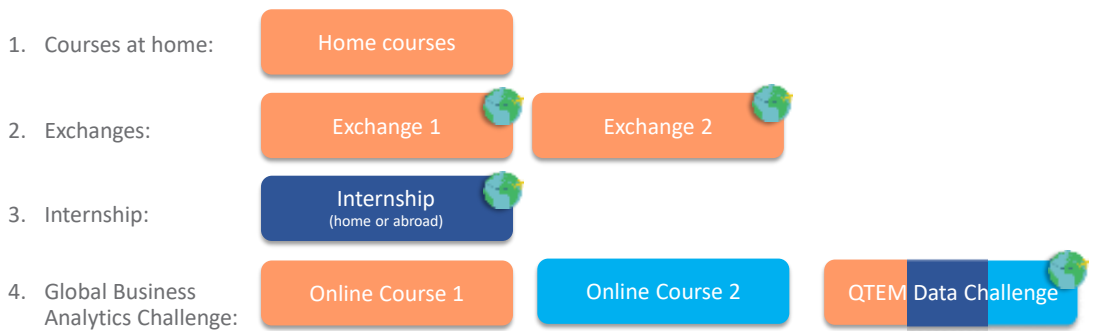 1. Courses at home:
Home courses
2. Exchanges:
Exchange 1
Exchange 2
3. Internship:
Internship
(home or abroad)
4. Global Business
Analytics Challenge:
Online Course 1
Online Course 2
QTEM Data Challenge